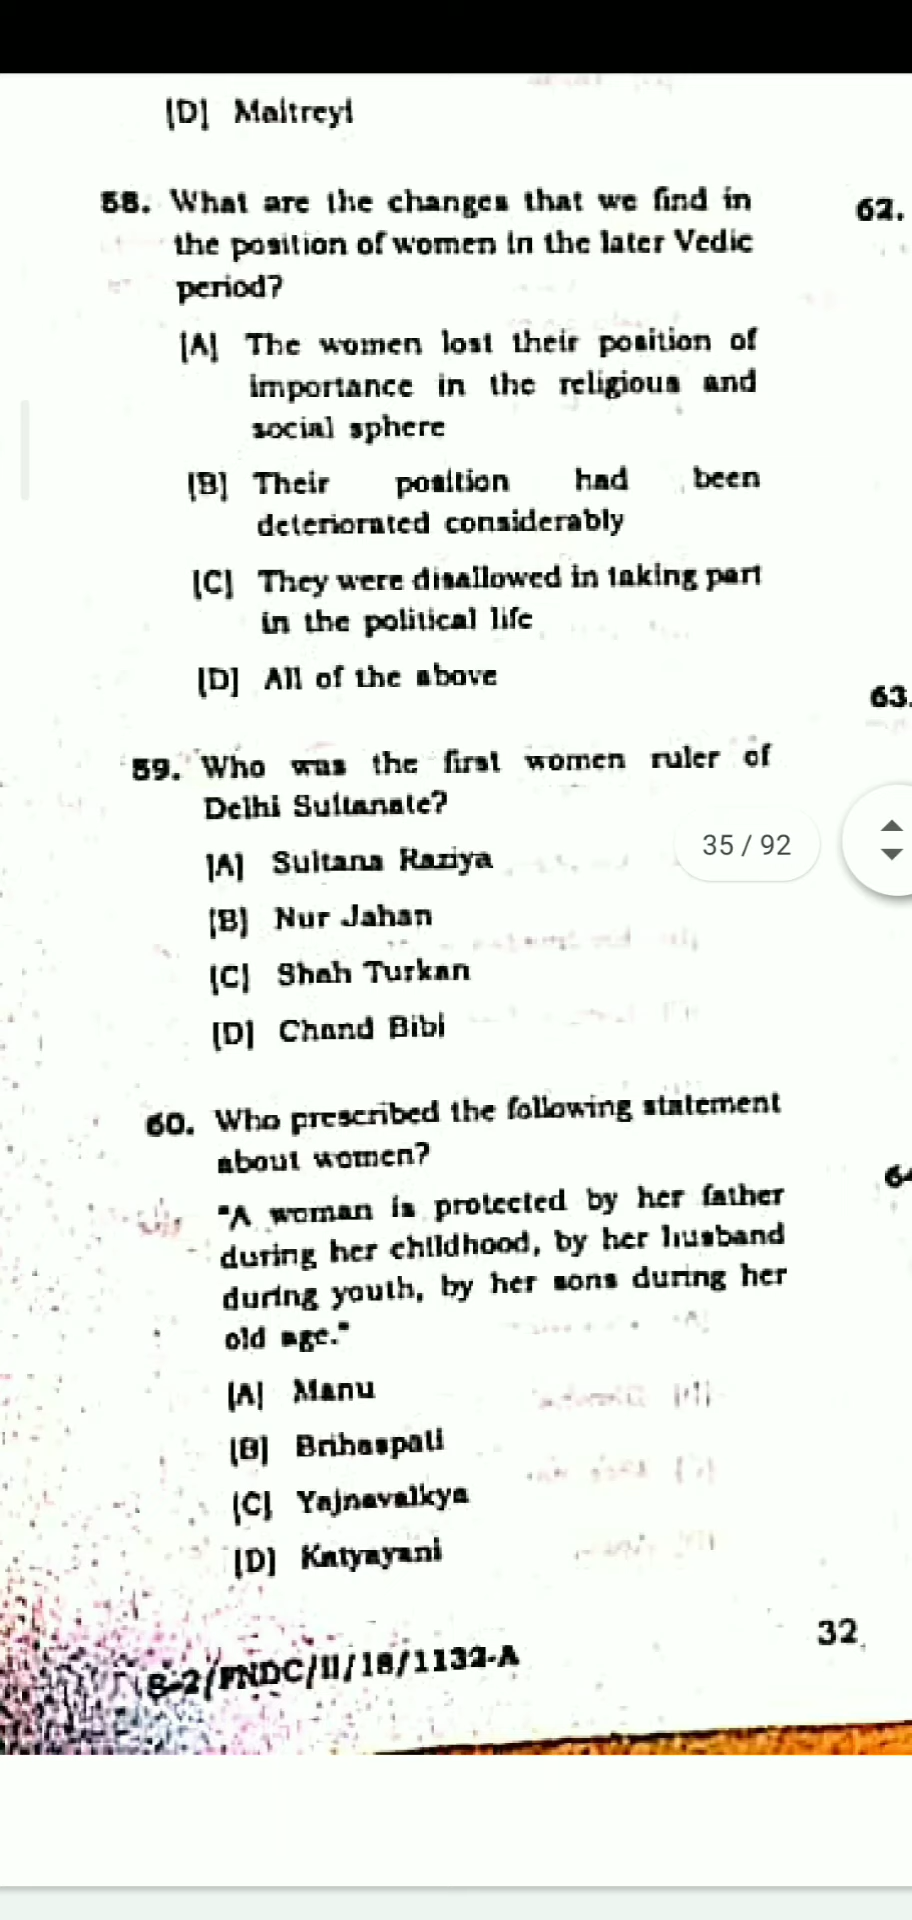 [D] Maitreyi
58. What are the changes that we find in
the position of women in the later Vedic
period?
[A] The women lost their position of
importance in the religious and
social sphere
[B] Their position had been
deteriorated considerably
[C] They were disallowed in taking part
in the political life
[D] All of the above
59. Who was the first women ruler of
Delhi Sultanate?
[A] Sultana Raziya
[B] Nur Jahan
[C] Shah Turkan
[D] Chand Bibi
60. Who prescribed the following statement
about women?
"A woman is protected by her father
during her childhood, by her husband
during youth, by her sons during her
old age."
[A] Manu
[B] Brihaspati
[C] Yajnavalkya
[D] Katyayani
S-2/FNDC/II/18/1132-A
62.
63.
35 / 92
32